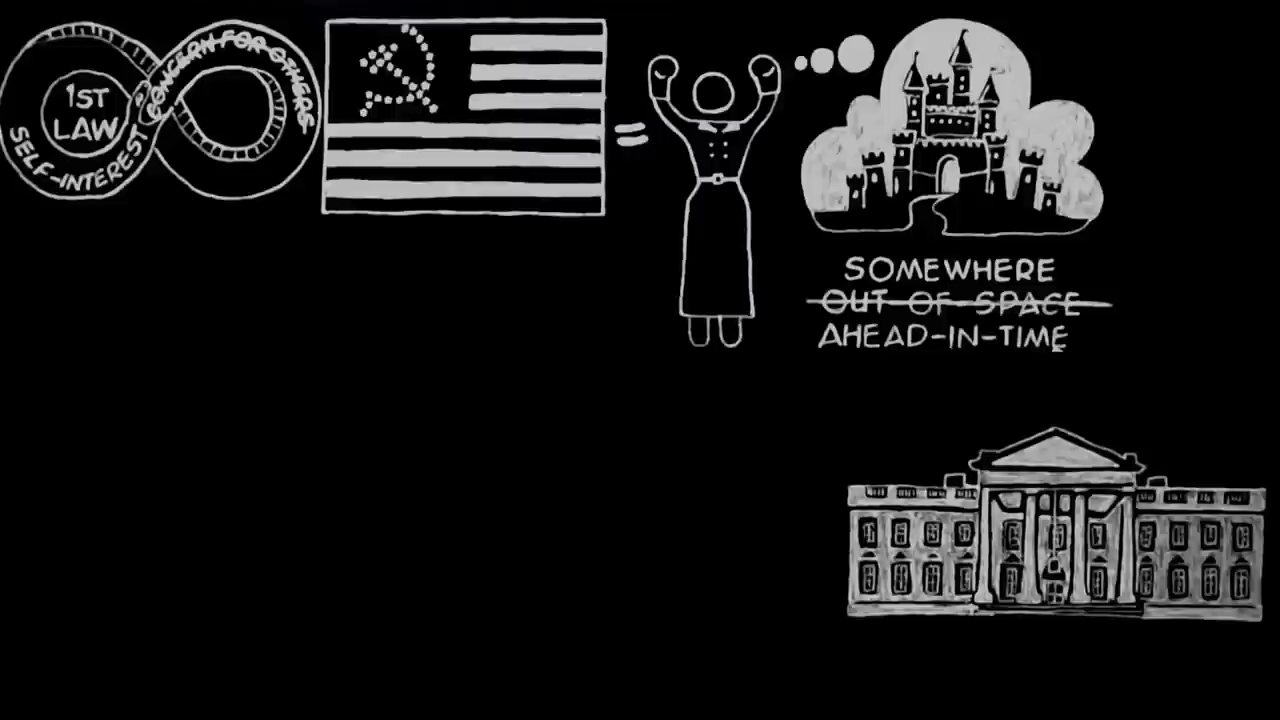 1ST
LAW
SELF-INTEREST
CONCERN FOR OTHERS
SOMEWHERE
OUT-OF-SPACE
AHEAD-IN-TIME